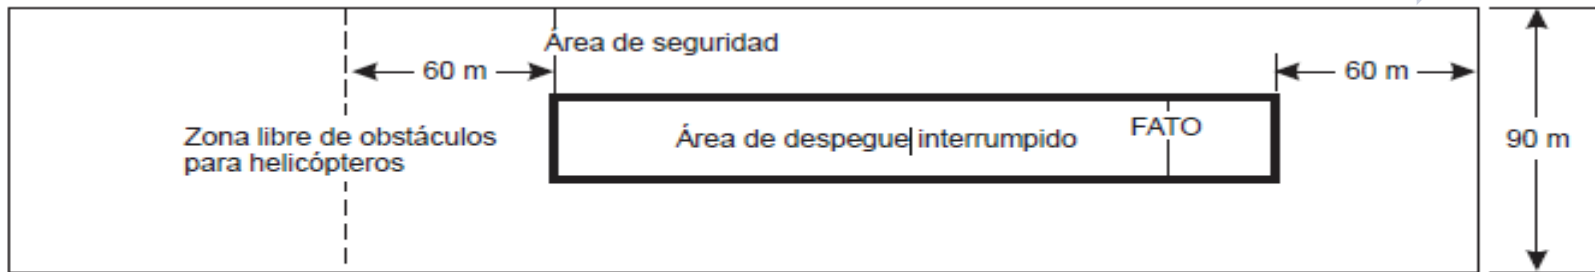 Área de seguridad
60 m
60 m
Zona libre de obstáculos
para helicópteros
Área de despegue interrumpido
FATO
90 m